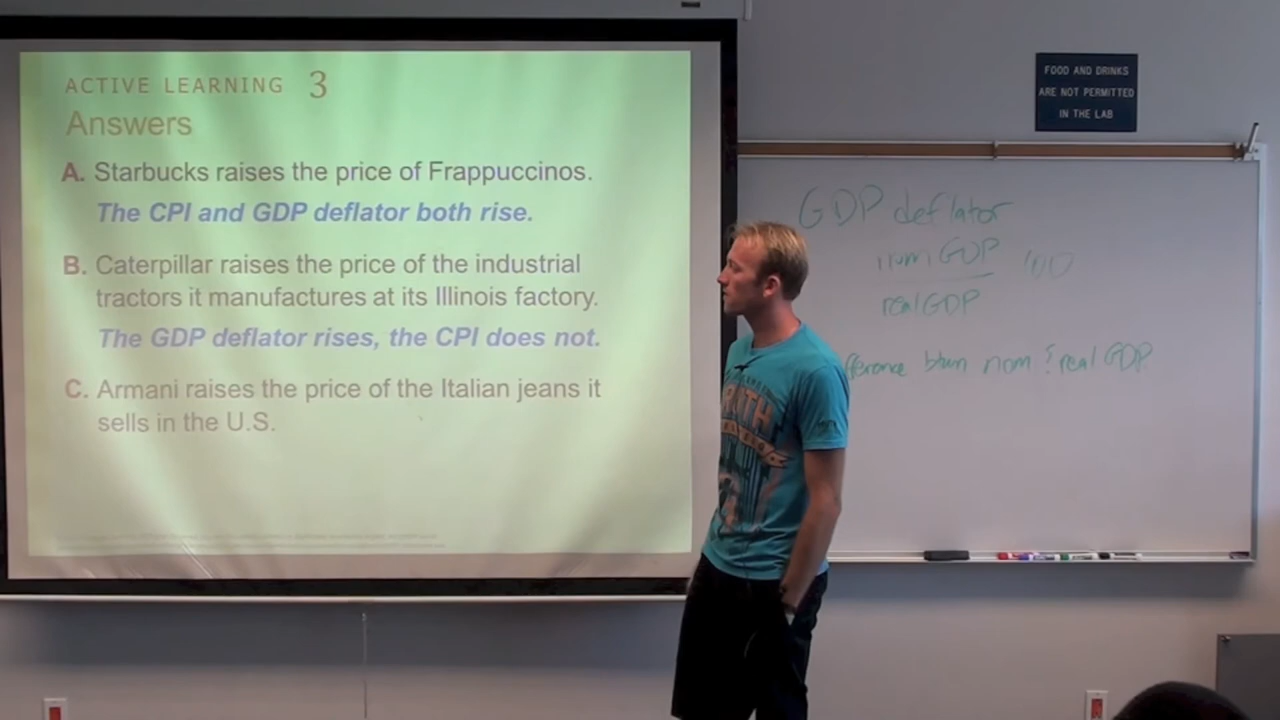 ACTIVE LEARNING 3
Answers
A. Starbucks raises the price of Frappuccinos.
The CPI and GDP deflator both rise.
B. Caterpillar raises the price of the industrial
tractors it manufactures at its Illinois factory.
The GDP deflator rises, the CPI does not.
C. Armani raises the price of the Italian jeans it
sells in the U.S.
FOOD AND DRINKS
ARE NOT PERMITTED
IN THE LAB
GDP deflator
nom GDP 100
real GDP
fference btwn nom & real GDP